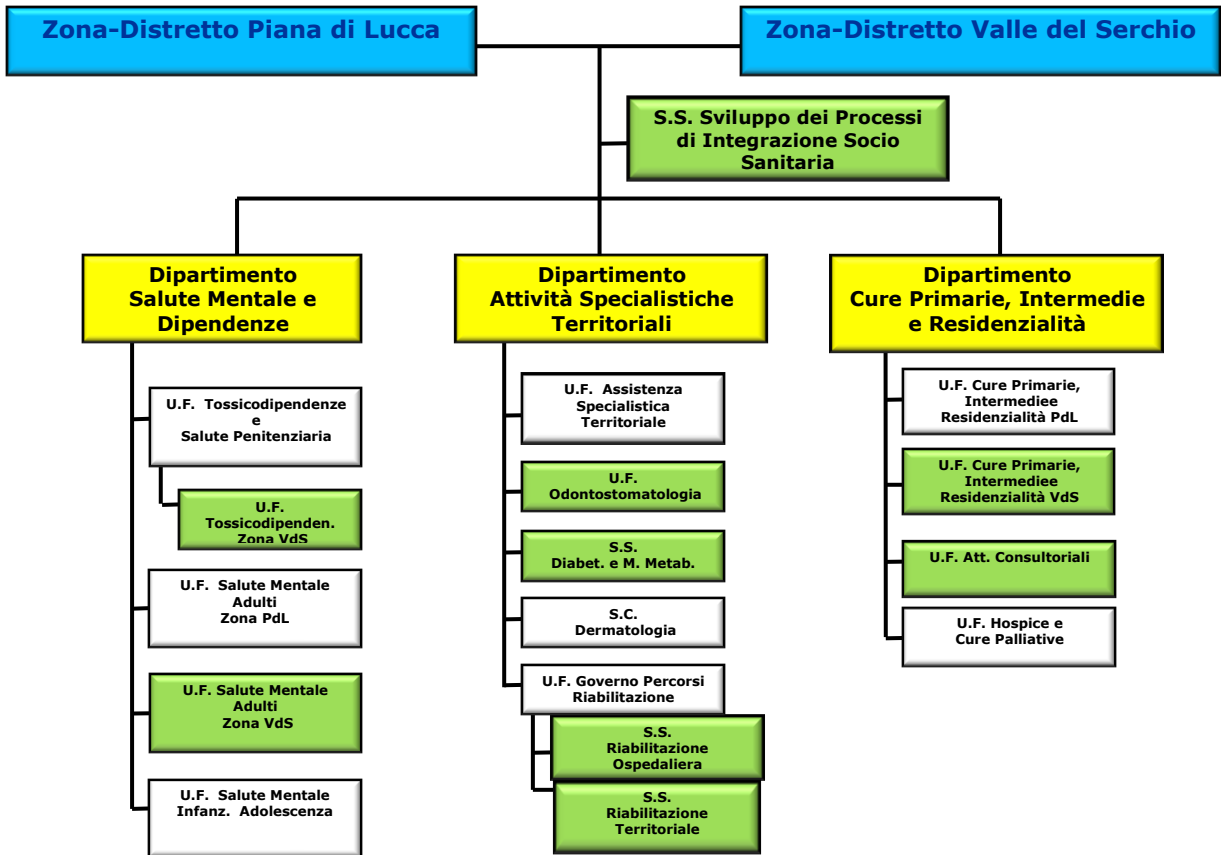 Zona-Distretto Piana di Lucca
Zona-Distretto Valle del Serchio
S.S. Sviluppo dei Processi
di Integrazione Socio
Sanitaria
Dipartimento
Salute Mentale e
Dipendenze
U.F. Tossicodipendenze
e
Salute Penitenziaria
U.F.
Tossicodipenden.
Zona VdS
U.F. Salute Mentale
Adulti
Zona PdL
U.F. Salute Mentale
Adulti
Zona VdS
U.F. Salute Mentale
Infanz. Adolescenza
Dipartimento
Attività Specialistiche
Territoriali
U.F. Assistenza
Specialistica
Territoriale
U.F.
Odontostomatologia
S.S.
Diabet. e M. Metab.
S.C.
Dermatologia
U.F. Governo Percorsi
Riabilitazione
S.S.
Riabilitazione
Ospedaliera
S.S.
Riabilitazione
Territoriale
Dipartimento
Cure Primarie, Intermedie
e Residenzialità
U.F. Cure Primarie,
Intermediee
Residenzialità PdL
U.F. Cure Primarie,
Intermediee
Residenzialità VdS
U.F. Att. Consultoriali
U.F. Hospice e
Cure Palliative